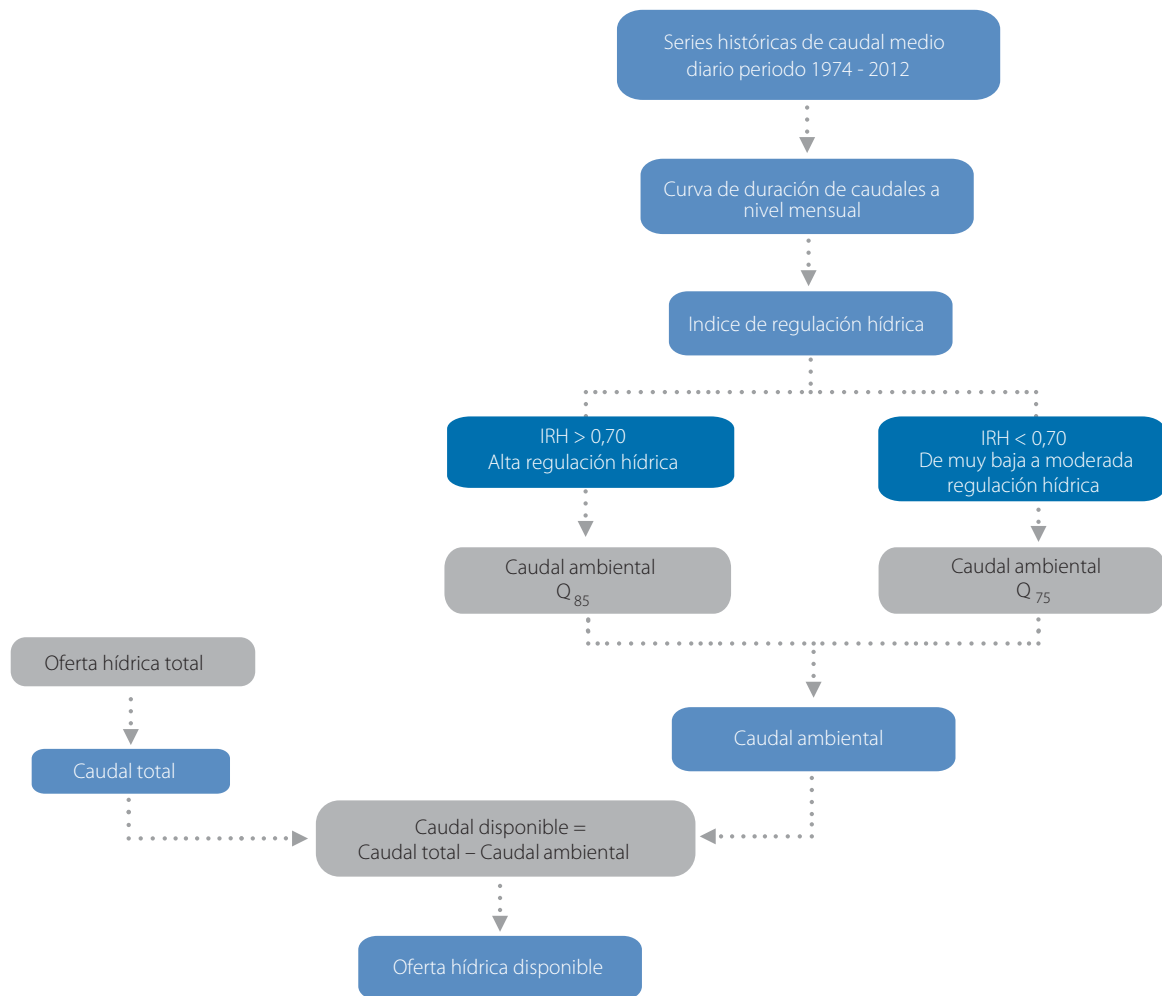 Series históricas de caudal medio
diario periodo 1974 - 2012
Curva de duración de caudales a
nivel mensual
Indice de regulación hídrica
IRH > 0,70
Alta regulación hídrica
IRH < 0,70
De muy baja a moderada
regulación hídrica
Caudal ambiental
Q 85
Caudal ambiental
Q 75
Oferta hídrica total
Caudal total
Caudal ambiental
Caudal disponible =
Caudal total – Caudal ambiental
Oferta hídrica disponible